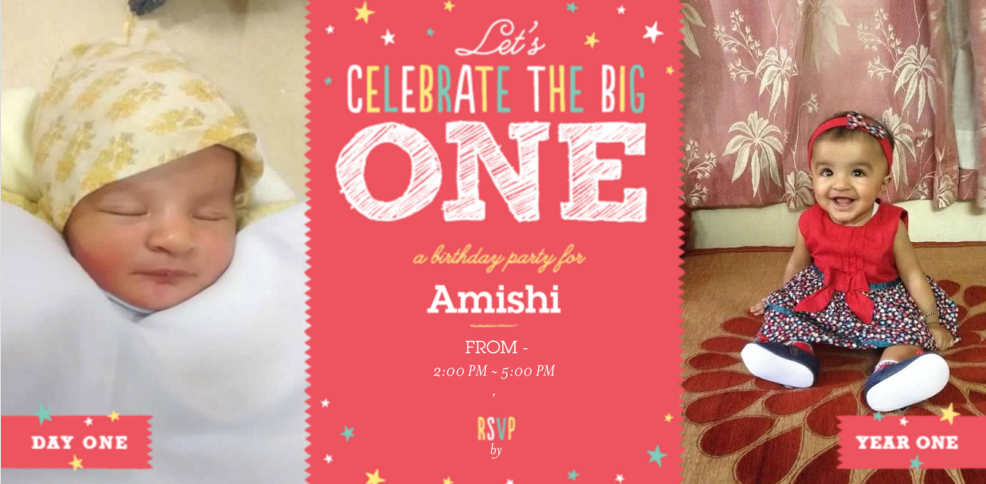 Let's
CELEBRATE THE BIG
ONE
a birthday party for
Amishi
FROM -
2:00 PM ~ 5:00 PM
,
RSVP
by
DAY ONE
YEAR ONE